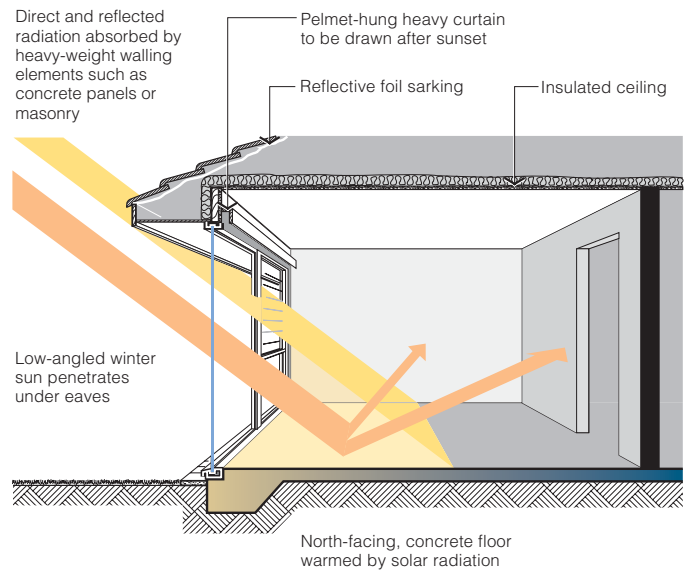 Direct and reflected
radiation absorbed by
heavy-weight walling
elements such as
concrete panels or
masonry
Pelmet-hung heavy curtain
to be drawn after sunset
Reflective foil sarking
Insulated ceiling
Low-angled winter
sun penetrates
under eaves
North-facing, concrete floor
warmed by solar radiation